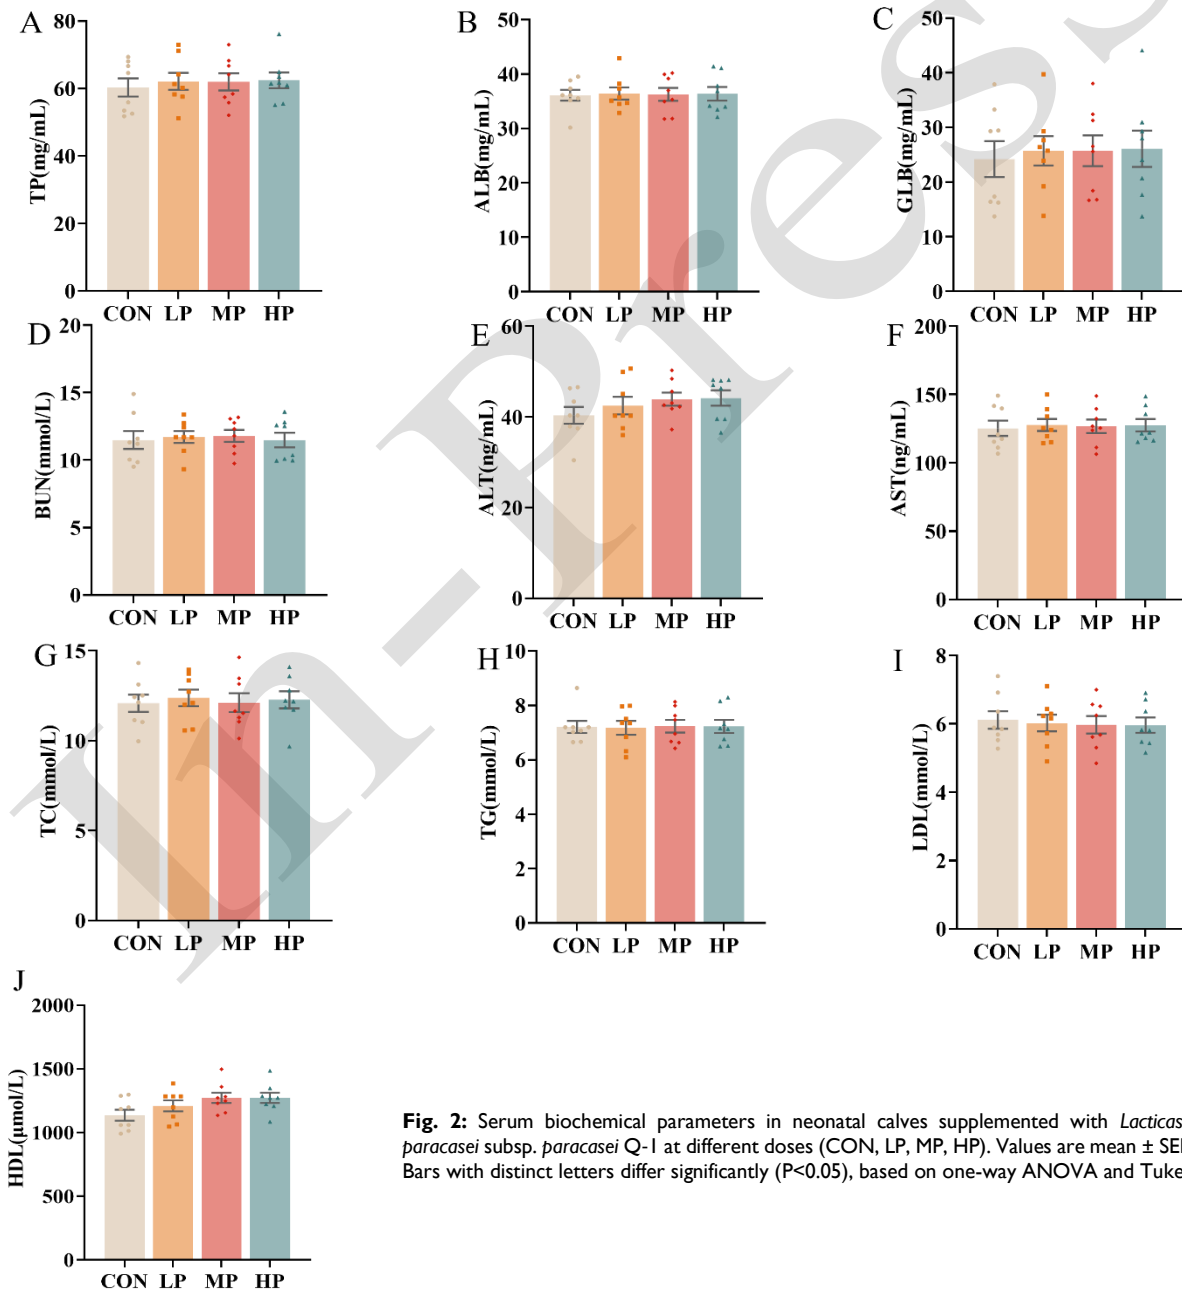 A
80
60
40
20
0
TP(mg/mL)
CON LP MP HP
B
50
40
30
20
10
0
ALB(mg/mL)
CON LP MP HP
C
50
40
30
20
10
0
GLB(mg/mL)
CON LP MP HP
D
20
15
10
5
0
BUN(mmol/L)
CON LP MP HP
E
60
40
20
0
ALT(ng/mL)
CON LP MP HP
F
200
150
100
50
0
AST(ng/mL)
CON LP MP HP
G
15
10
5
0
TC(mmol/L)
CON LP MP HP
H
10
8
6
4
2
0
TG(mmol/L)
CON LP MP HP
I
8
6
4
2
0
LDL(mmol/L)
CON LP MP HP
J
2000
1500
1000
500
0
HDL(μmol/L)
CON LP MP HP
Fig. 2: Serum biochemical parameters in neonatal calves supplemented with Lacticas
paracasei subsp. paracasei Q-1 at different doses (CON, LP, MP, HP). Values are mean ± SE
Bars with distinct letters differ significantly (P<0.05), based on one-way ANOVA and Tuke
In-Press